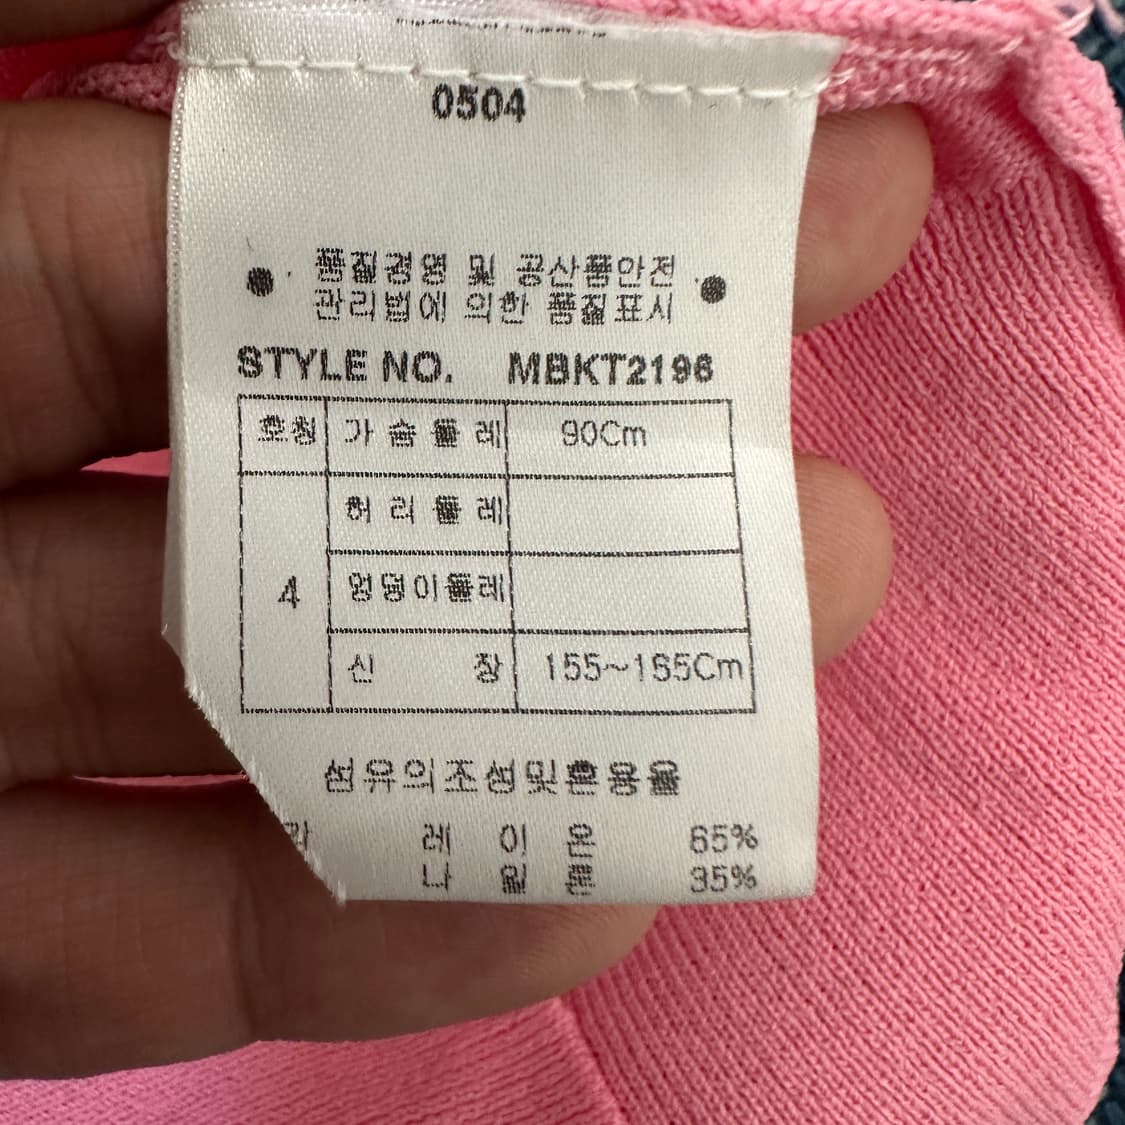 0504
● 품질경영 및 공산품안전 ●
관리법에 의한 품질표시
STYLE NO. MBKT2196
호칭 가슴둘레 90Cm
허리둘레
4 엉덩이둘레
신장 155~165Cm
섬유의조성및혼용율
레이온 65%
나일론 35%